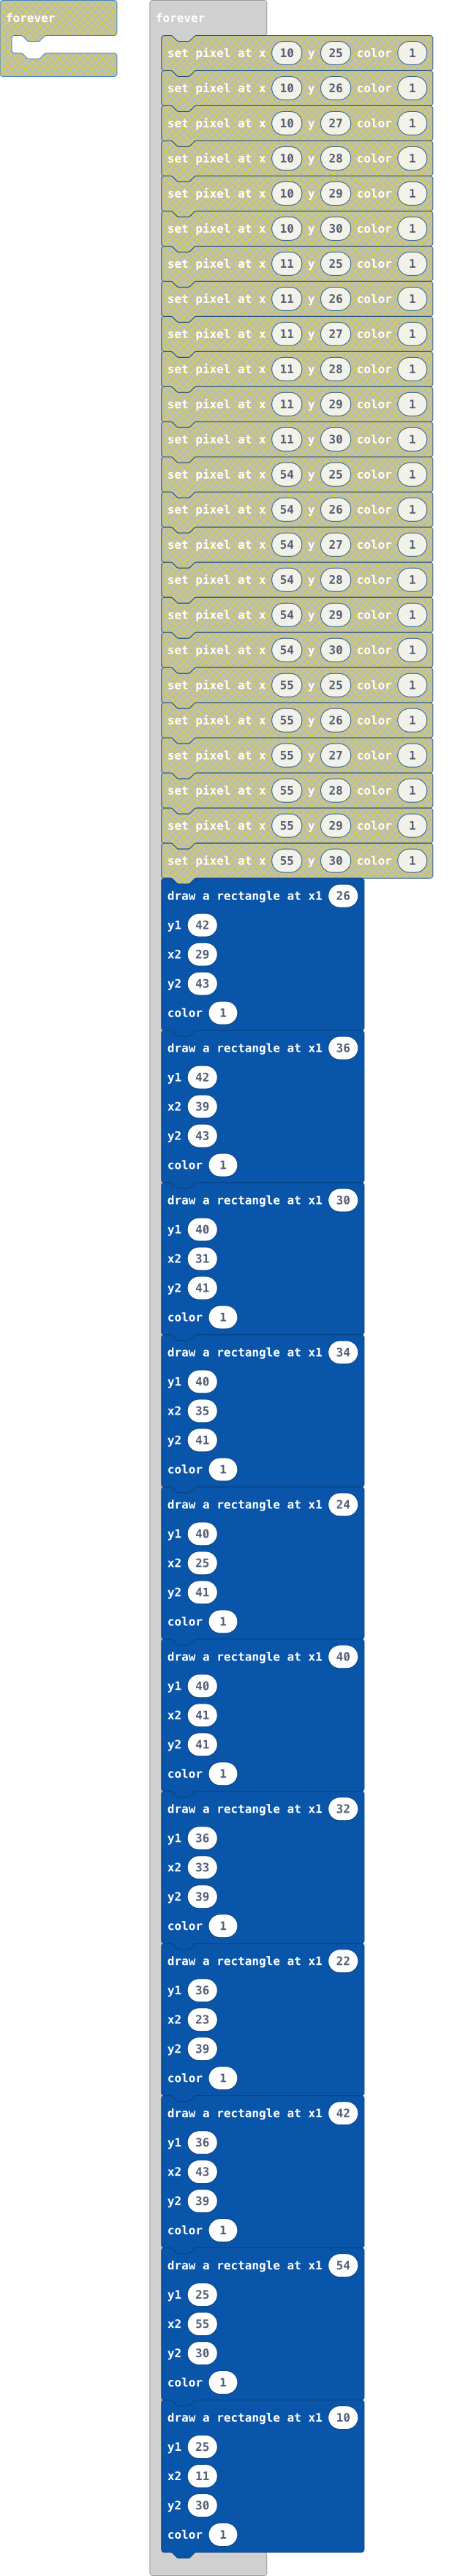 forever
forever
set pixel at x 10 y 25 color 1
set pixel at x 10 y 26 color 1
set pixel at x 10 y 27 color 1
set pixel at x 10 y 28 color 1
set pixel at x 10 y 29 color 1
set pixel at x 10 y 30 color 1
set pixel at x 11 y 25 color 1
set pixel at x 11 y 26 color 1
set pixel at x 11 y 27 color 1
set pixel at x 11 y 28 color 1
set pixel at x 11 y 29 color 1
set pixel at x 11 y 30 color 1
set pixel at x 54 y 25 color 1
set pixel at x 54 y 26 color 1
set pixel at x 54 y 27 color 1
set pixel at x 54 y 28 color 1
set pixel at x 54 y 29 color 1
set pixel at x 54 y 30 color 1
set pixel at x 55 y 25 color 1
set pixel at x 55 y 26 color 1
set pixel at x 55 y 27 color 1
set pixel at x 55 y 28 color 1
set pixel at x 55 y 29 color 1
set pixel at x 55 y 30 color 1
draw a rectangle at x1 26
y1 42
x2 29
y2 43
color 1
draw a rectangle at x1 36
y1 42
x2 39
y2 43
color 1
draw a rectangle at x1 30
y1 40
x2 31
y2 41
color 1
draw a rectangle at x1 34
y1 40
x2 35
y2 41
color 1
draw a rectangle at x1 24
y1 40
x2 25
y2 41
color 1
draw a rectangle at x1 40
y1 40
x2 41
y2 41
color 1
draw a rectangle at x1 32
y1 36
x2 33
y2 39
color 1
draw a rectangle at x1 22
y1 36
x2 23
y2 39
color 1
draw a rectangle at x1 42
y1 36
x2 43
y2 39
color 1
draw a rectangle at x1 54
y1 25
x2 55
y2 30
color 1
draw a rectangle at x1 10
y1 25
x2 11
y2 30
color 1